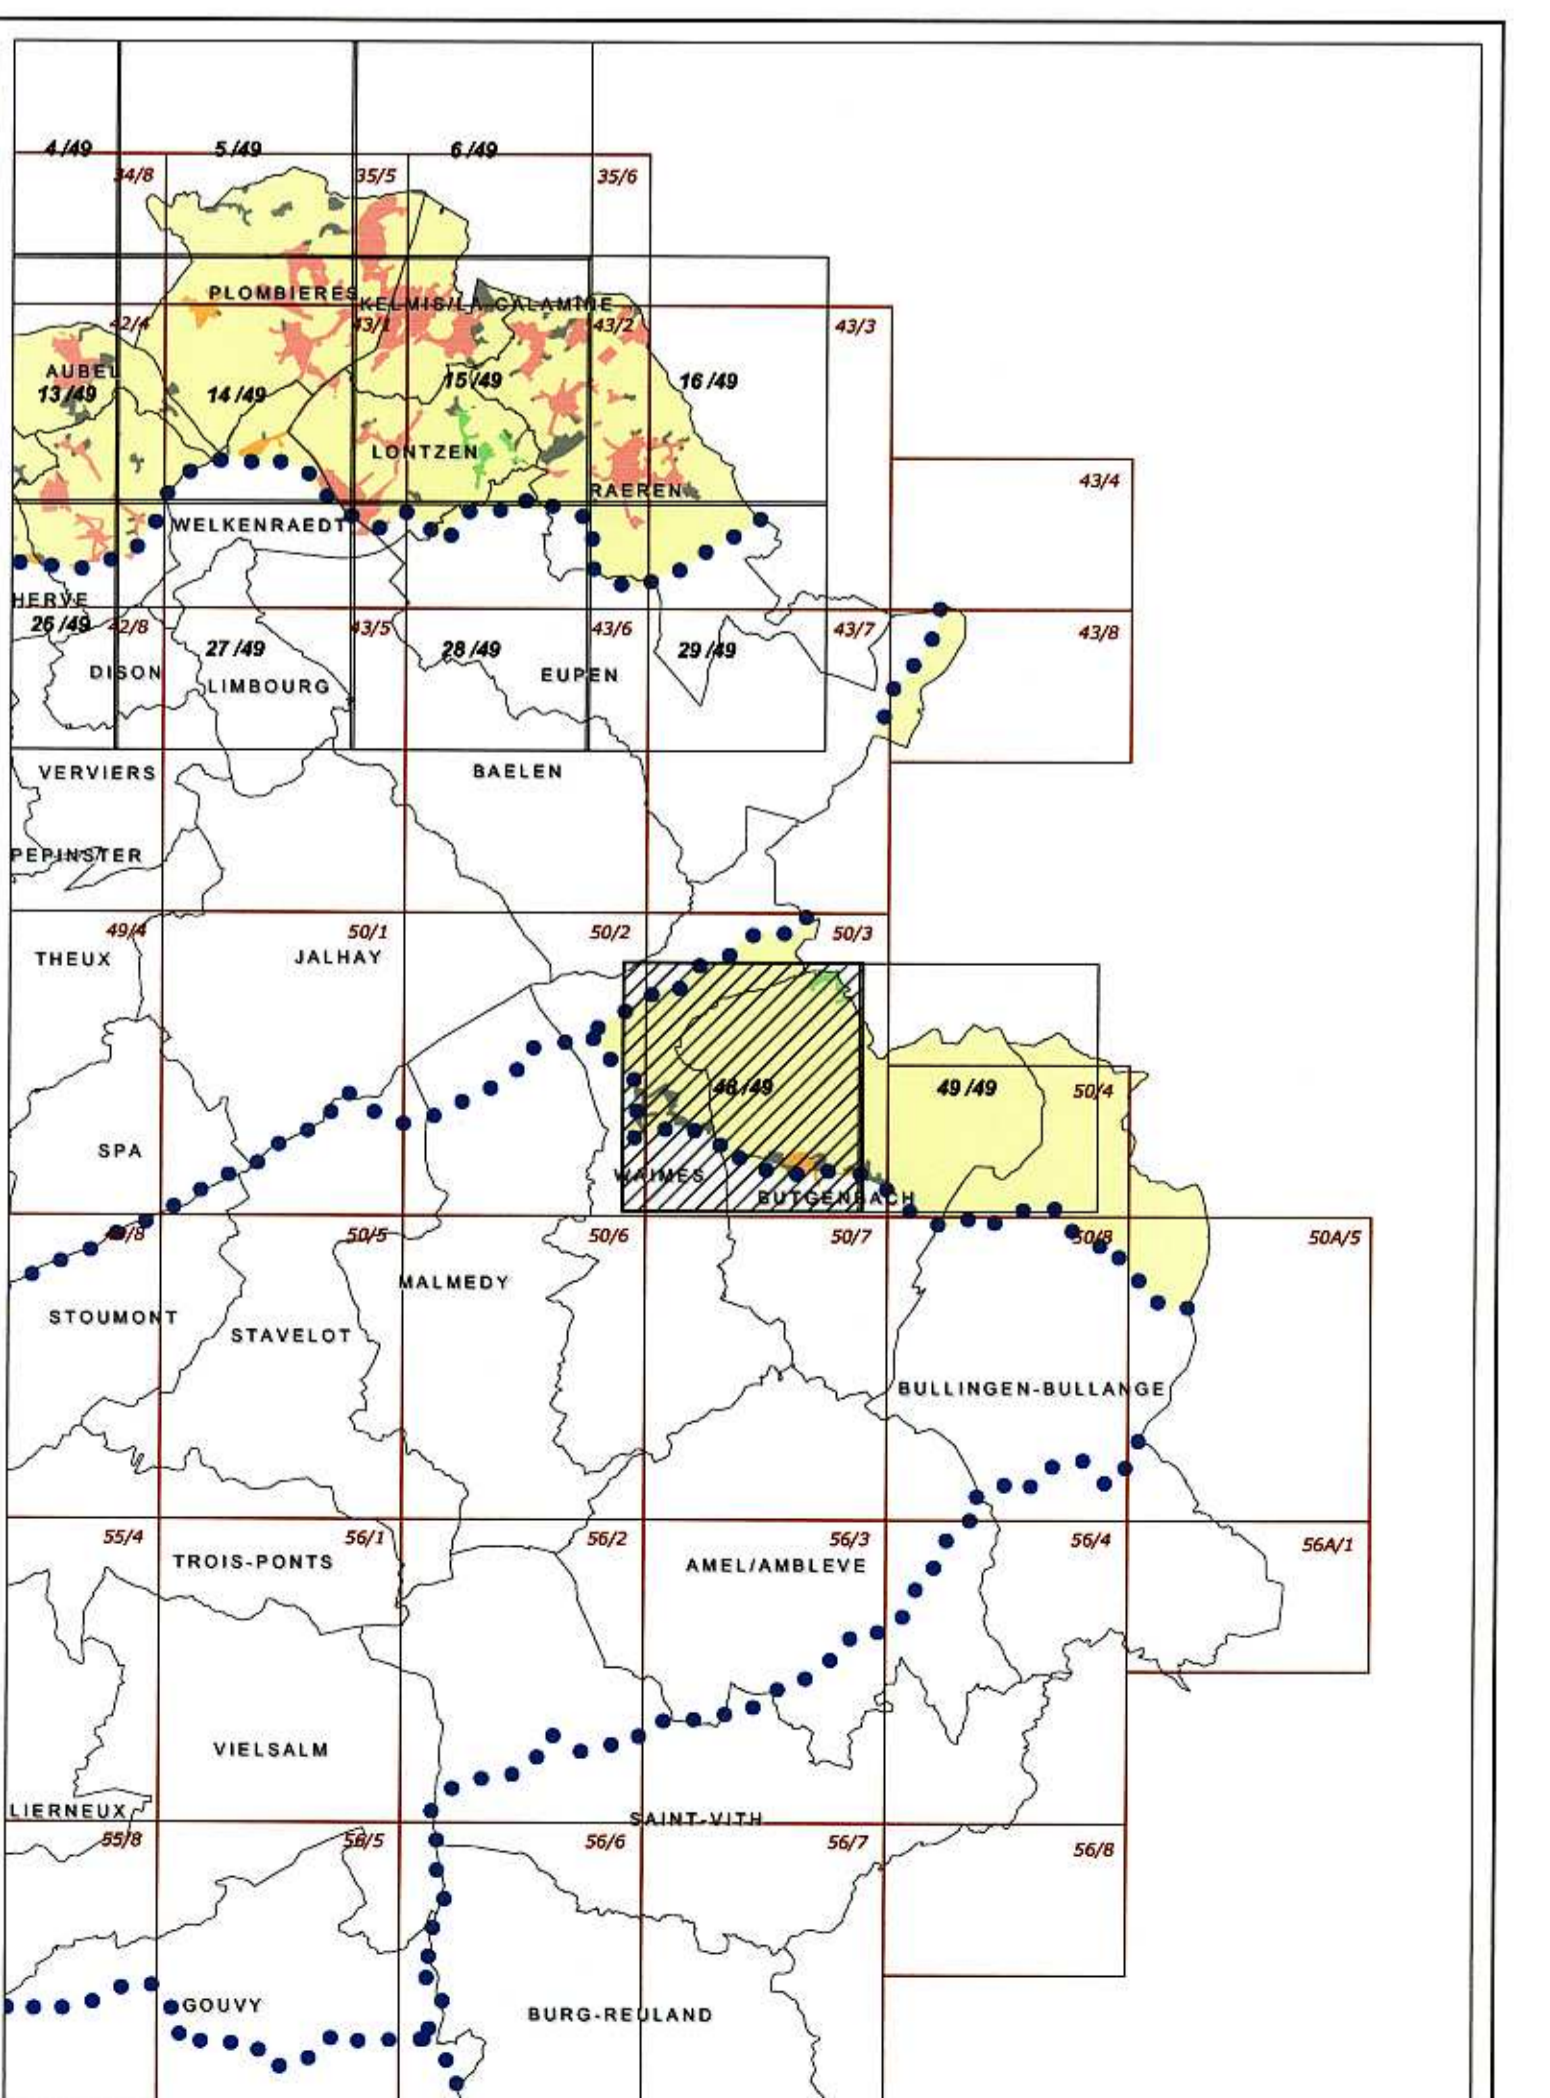 4/49 5/49 6/49
34/8 35/5 35/6
PLOMBIERES KELMIS/LA CALAMINE
42/4 43/1 43/2 43/3
AUBEL
13/49 14/49 15/49 16/49
LONTZEN
43/4
RAEREN
WELKENRAEDT
HERVE
26/49 42/8 43/5 43/6 43/7 43/8
27/49 28/49 29/49
DISON LIMBOURG EUPEN
VERVIERS BAELEN
PEPINSTER
49/4 50/1 50/2 50/3
THEUX JALHAY
48/49 49/49 50/4
SPA
WAIMES
BUTGENBACH
49/8 50/5 50/6 50/7 50/8 50A/5
MALMEDY
STOUMONT STAVELOT
BULLINGEN-BULLANGE
55/4 56/1 56/2 56/3 56/4 56A/1
TROIS-PONTS AMEL/AMBLEVE
VIELSALM
LIERNEUX SAINT-VITH
55/8 56/5 56/6 56/7 56/8
GOUVY BURG-REULAND